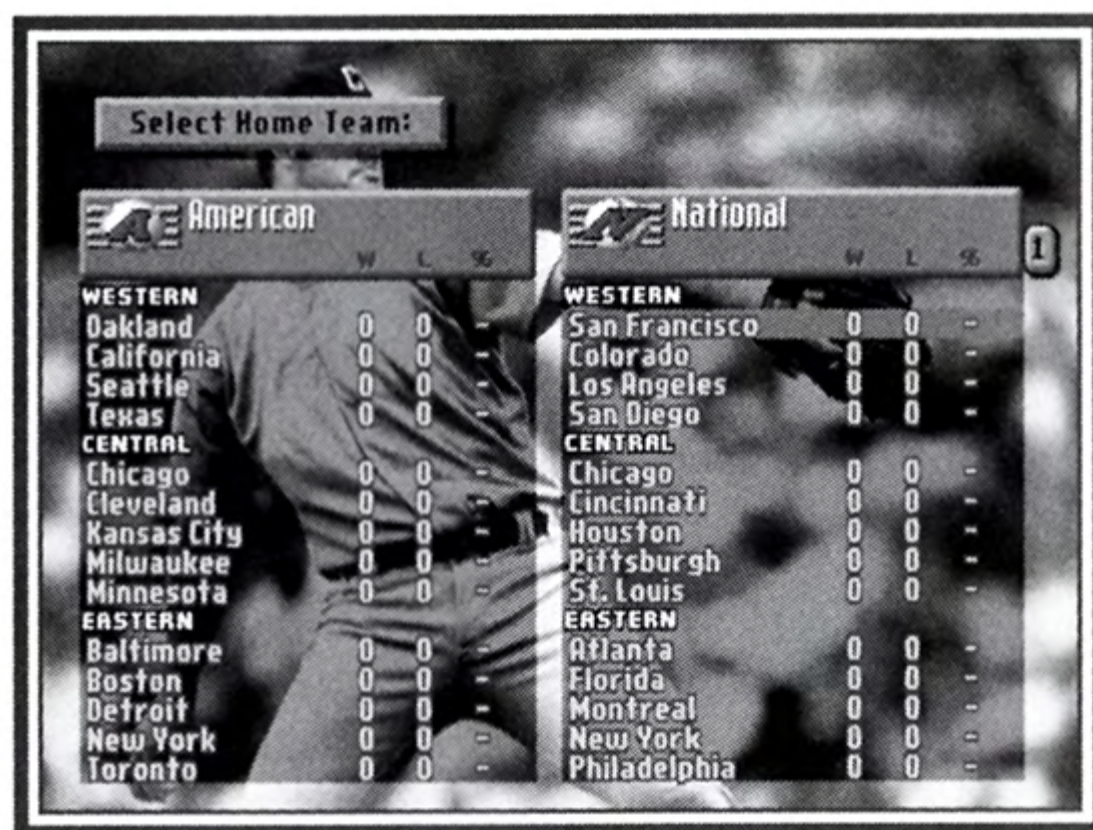 Select Home Team:
A American
W L %
WESTERN
Oakland 0 0 -
California 0 0 -
Seattle 0 0 -
Texas 0 0 -
CENTRAL
Chicago 0 0 -
Cleveland 0 0 -
Kansas City 0 0 -
Milwaukee 0 0 -
Minnesota 0 0 -
EASTERN
Baltimore 0 0 -
Boston 0 0 -
Detroit 0 0 -
New York 0 0 -
Toronto 0 0 -
N National
W L %
1
WESTERN
San Francisco 0 0 -
Colorado 0 0 -
Los Angeles 0 0 -
San Diego 0 0 -
CENTRAL
Chicago 0 0 -
Cincinnati 0 0 -
Houston 0 0 -
Pittsburgh 0 0 -
St. Louis 0 0 -
EASTERN
Atlanta 0 0 -
Florida 0 0 -
Montreal 0 0 -
New York 0 0 -
Philadelphia 0 0 -